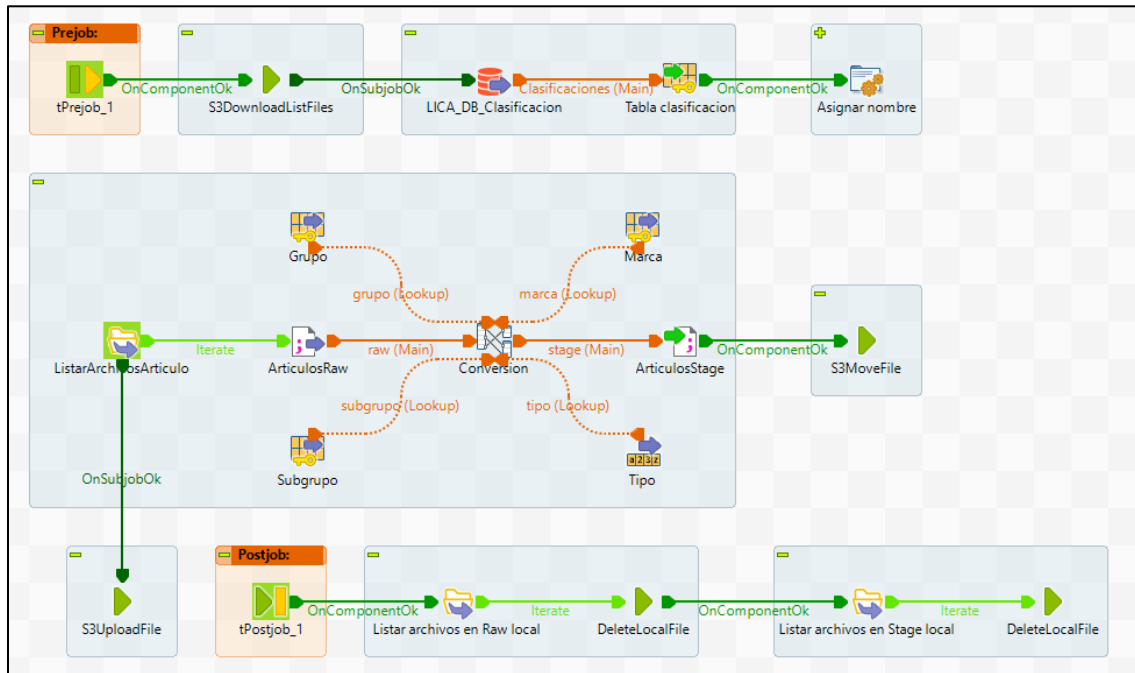 Prejob:
OnComponentOk
OnSubjobOk
Clasificaciones (Main)
OnComponentOk
tPrejob_1
S3DownloadListFiles
LICA_DB_Clasificacion
Tabla clasificacion
Asignar nombre
Grupo
Marca
grupo (Lookup)
marca (Lookup)
Iterate
raw (Main)
stage (Main)
OnComponentOk
ListarArchivosArticulo
ArticulosRaw
Conversion
ArticulosStage
S3MoveFile
subgrupo (Lookup)
tipo (Lookup)
a 2 3 z
OnSubjobOk
Subgrupo
Tipo
Postjob:
OnComponentOk
Iterate
OnComponentOk
Iterate
S3UploadFile
tPostjob_1
Listar archivos en Raw local
DeleteLocalFile
Listar archivos en Stage local
DeleteLocalFile